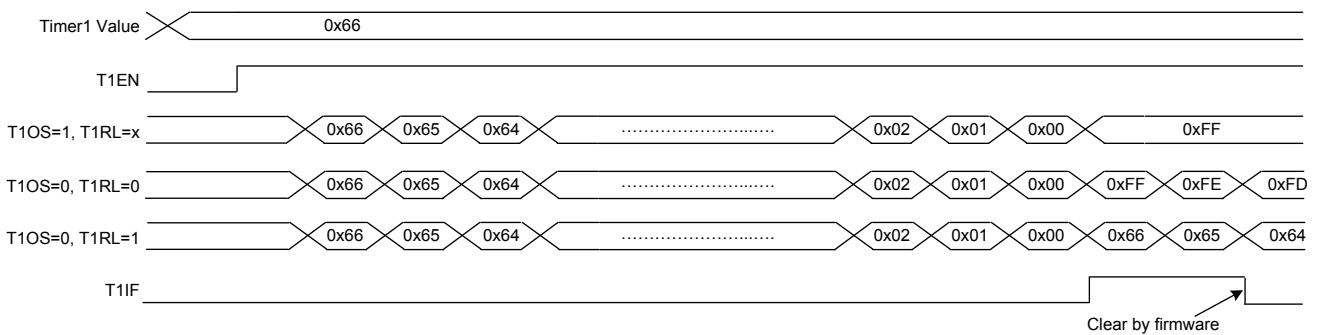 Timer1 Value 0x66
T1EN
T1OS=1, T1RL=x 0x66 0x65 0x64 ............................ 0x02 0x01 0x00 0xFF
T1OS=0, T1RL=0 0x66 0x65 0x64 ............................ 0x02 0x01 0x00 0xFF 0xFE 0xFD
T1OS=0, T1RL=1 0x66 0x65 0x64 ............................ 0x02 0x01 0x00 0x66 0x65 0x64
T1IF
Clear by firmware